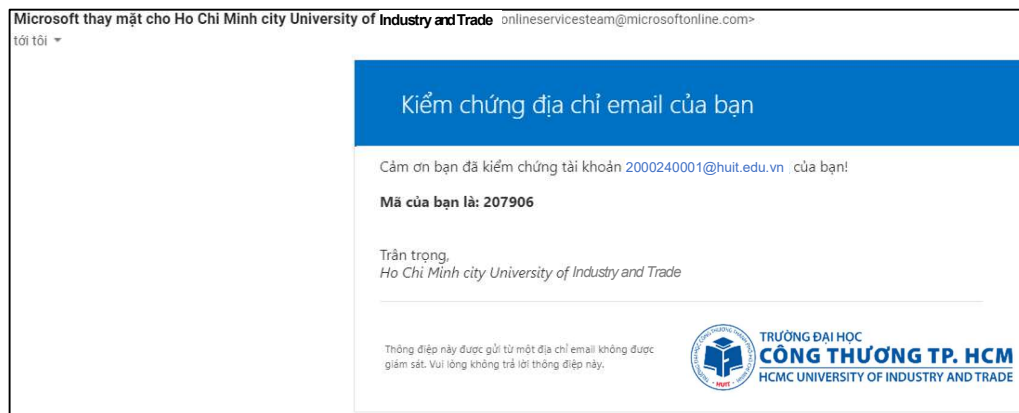 Microsoft thay mặt cho Ho Chi Minh city University of Industry and Trade onlineservicesteam@microsoftonline.com>
tới tôi
Kiểm chứng địa chỉ email của bạn
Cảm ơn bạn đã kiểm chứng tài khoản 2000240001@huit.edu.vn của bạn!
Mã của bạn là: 207906
Trân trọng,
Ho Chi Minh city University of Industry and Trade
Thông điệp này được gửi từ một địa chỉ email không được
giám sát. Vui lòng không trả lời thông điệp này.
HUIT
TRƯỜNG ĐẠI HỌC
CÔNG THƯƠNG TP. HCM
HCMC UNIVERSITY OF INDUSTRY AND TRADE